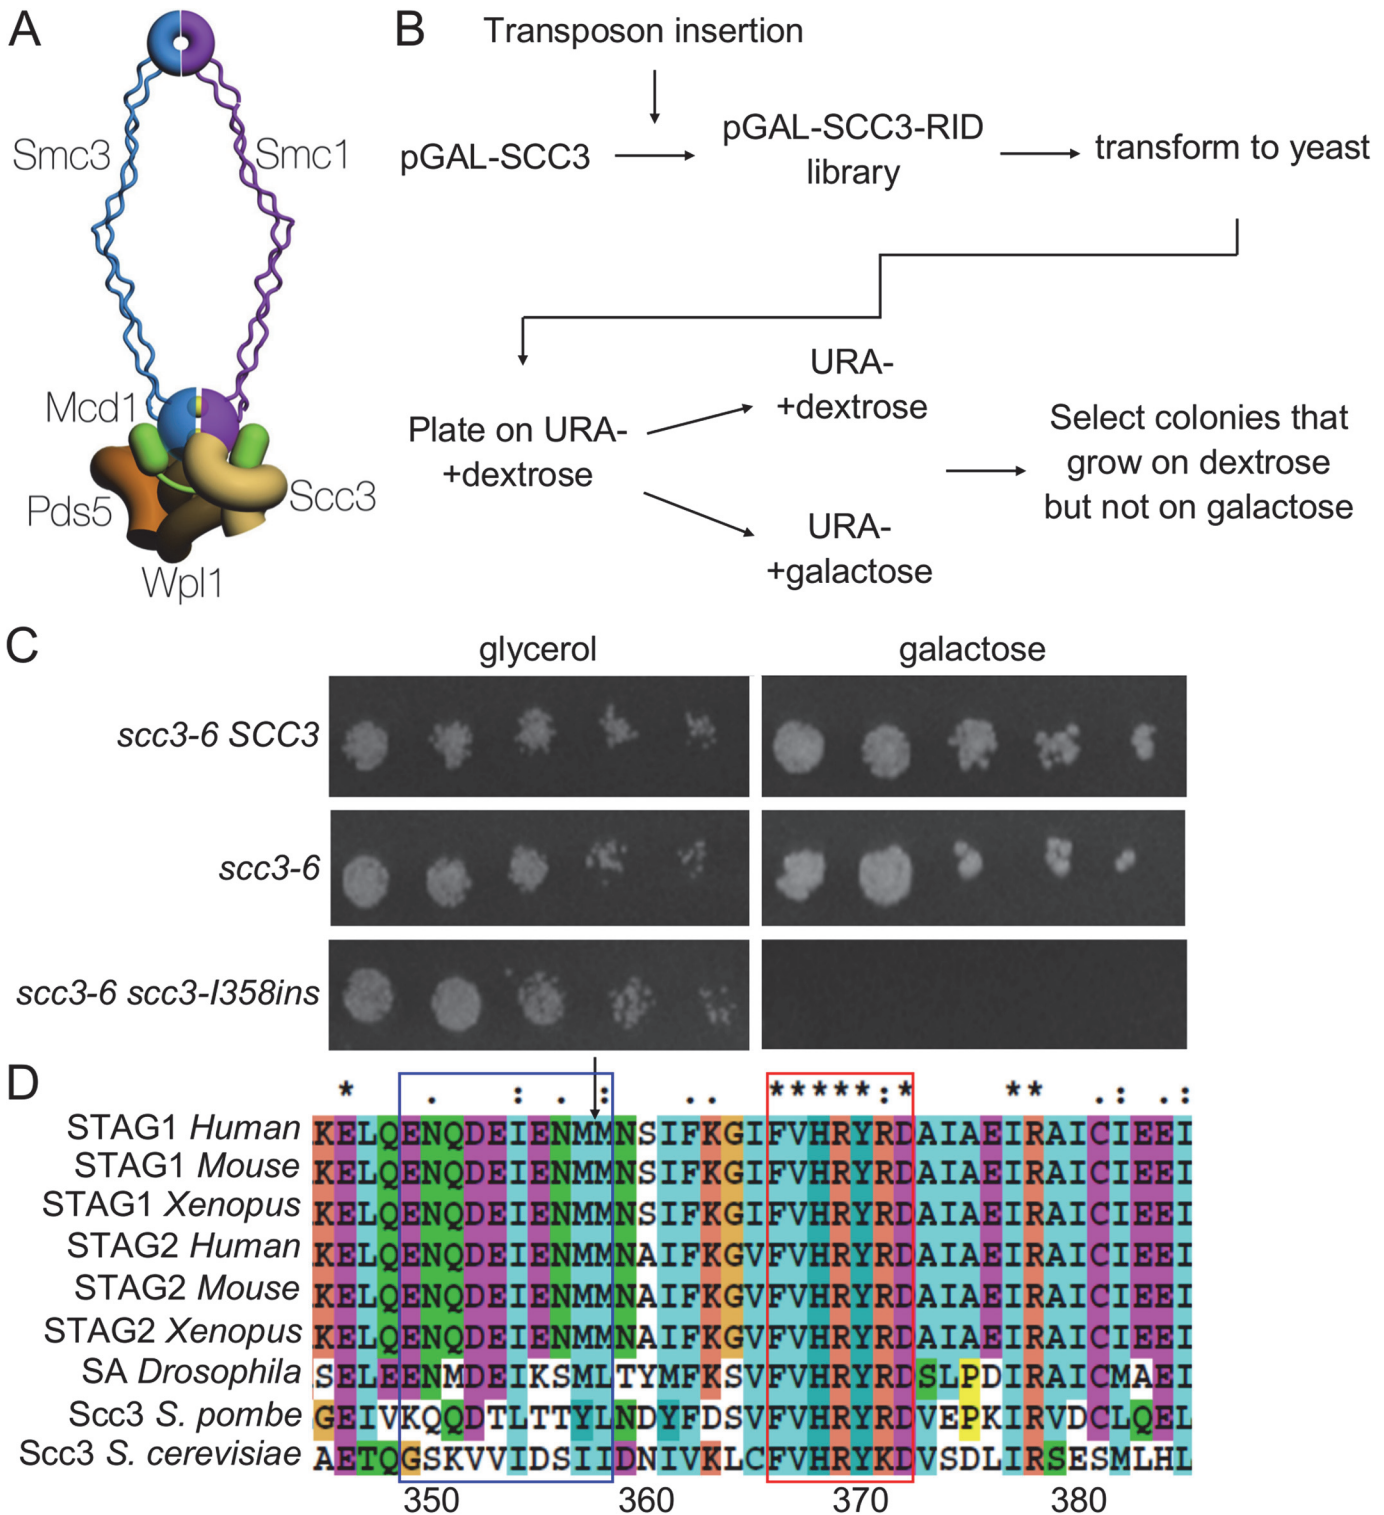 A
B
Transposon insertion
Smc3
Smc1
pGAL-SCC3
pGAL-SCC3-RID
library
transform to yeast
Mcd1
Pds5
Scc3
Wpl1
Plate on URA-
+dextrose
URA-
+dextrose
URA-
+galactose
Select colonies that
grow on dextrose
but not on galactose
C
glycerol galactose
scc3-6 SCC3
scc3-6
scc3-6 scc3-I358ins
D
* . : . : .. *****:* ** .: .:
STAG1 Human KELQENQDEIENMMNSIFKGIFVHRYRDAIAEIRAICIEEI
STAG1 Mouse KELQENQDEIENMMNSIFKGIFVHRYRDAIAEIRAICIEEI
STAG1 Xenopus KELQENQDEIENMMNSIFKGIFVHRYRDAIAEIRAICIEEI
STAG2 Human KELQENQDEIENMMNAIFKGVFVHRYRDAIAEIRAICIEEI
STAG2 Mouse KELQENQDEIENMMNAIFKGVFVHRYRDAIAEIRAICIEEI
STAG2 Xenopus KELQENQDEIENMMNAIFKGVFVHRYRDAIAEIRAICIEEI
SA Drosophila SELEENMDEIKSMLTYMFKSVFVHRYRDSLPDIRAICMAEI
Scc3 S. pombe GEIVKQQDTLTTYLNDYFDSVFVHRYRDVEPKIRVDCLQEL
Scc3 S. cerevisiae AETQGSKVVIDSIIDNIVKLCFVHRYKDVSDLIRSESMLHL
350 360 370 380